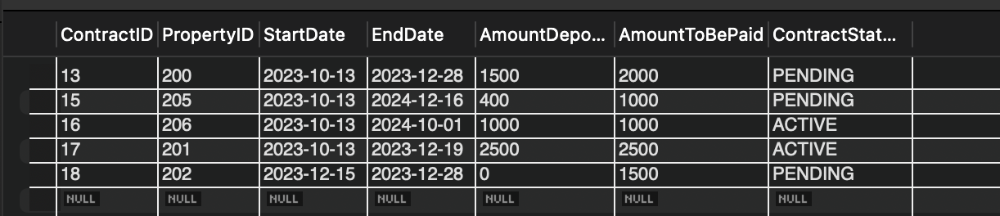 ContractID PropertyID StartDate EndDate AmountDepo... AmountToBePaid ContractStat...
13 200 2023-10-13 2023-12-28 1500 2000 PENDING
15 205 2023-10-13 2024-12-16 400 1000 PENDING
16 206 2023-10-13 2024-10-01 1000 1000 ACTIVE
17 201 2023-10-13 2023-12-19 2500 2500 ACTIVE
18 202 2023-12-15 2023-12-28 0 1500 PENDING
NULL NULL NULL NULL NULL NULL NULL